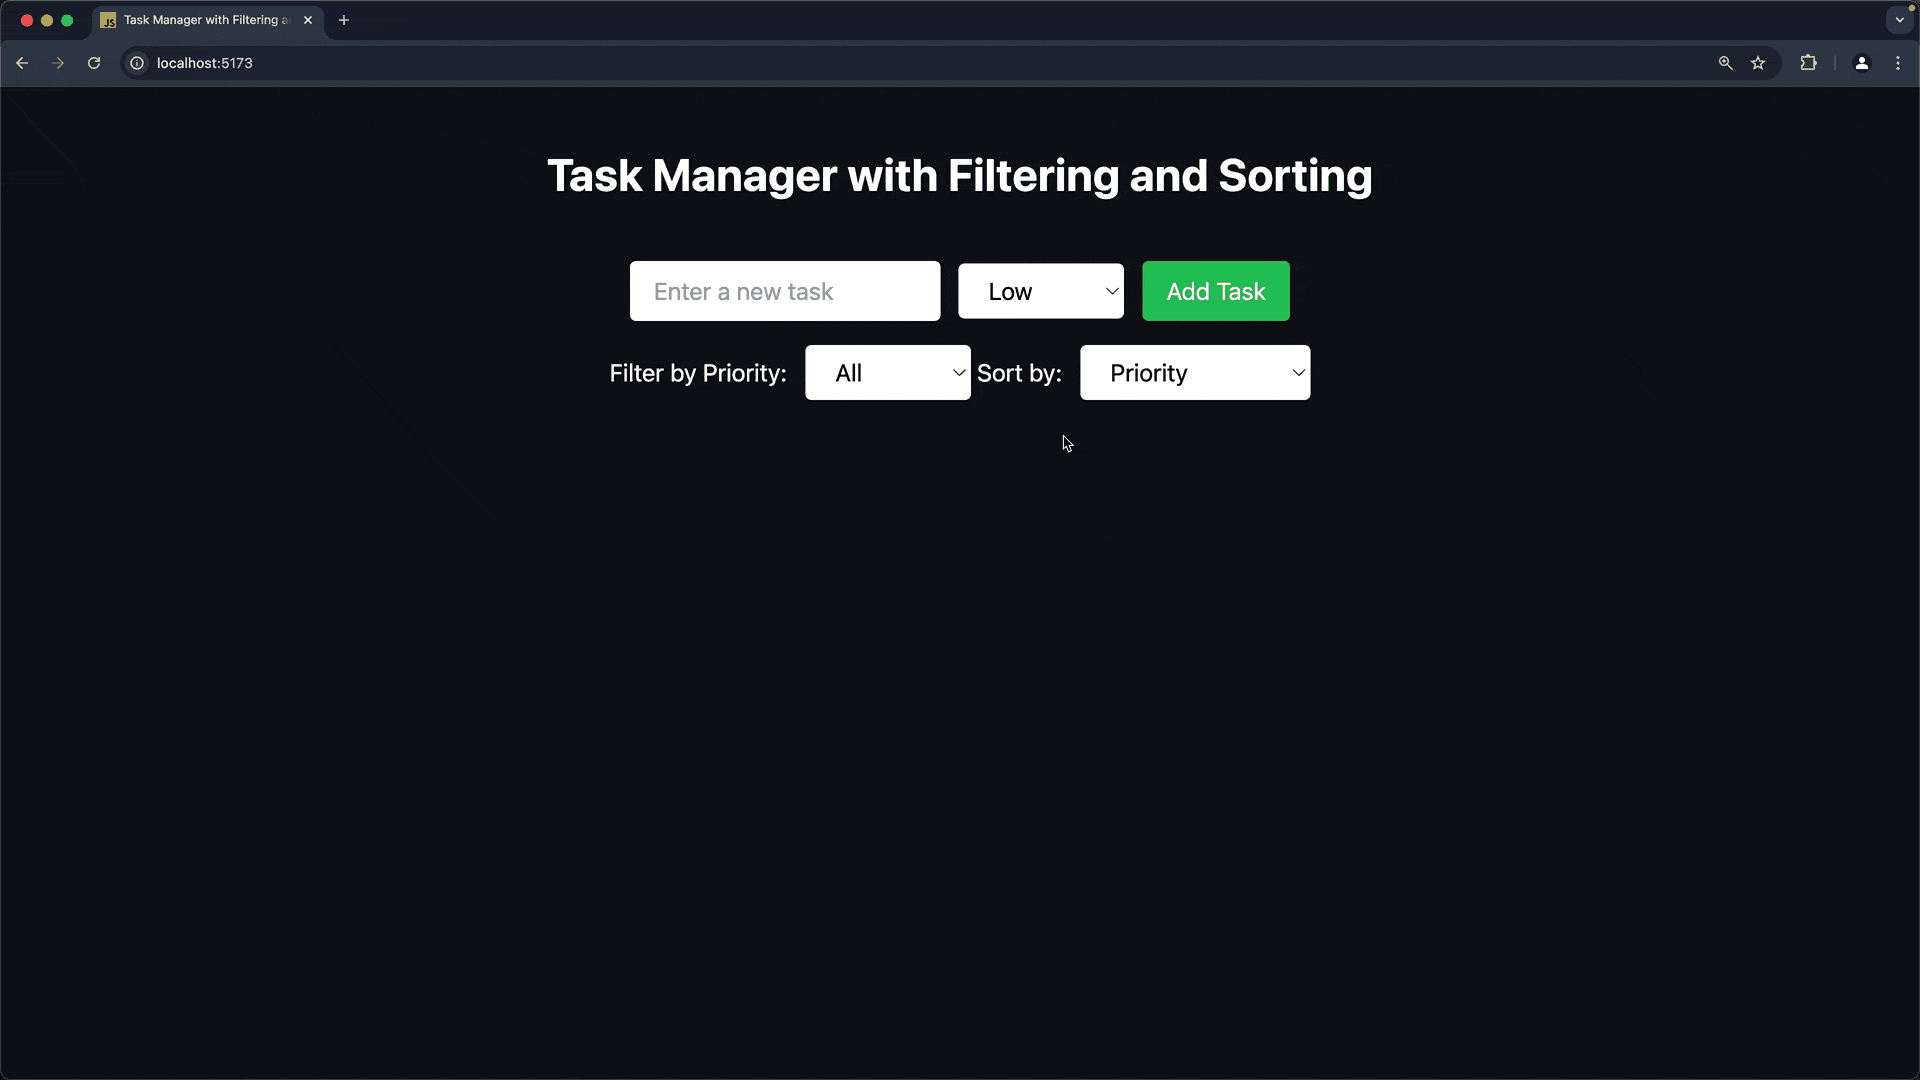 JS Task Manager with Filtering a
localhost:5173
Task Manager with Filtering and Sorting
Enter a new task Low Add Task
Filter by Priority: All Sort by: Priority